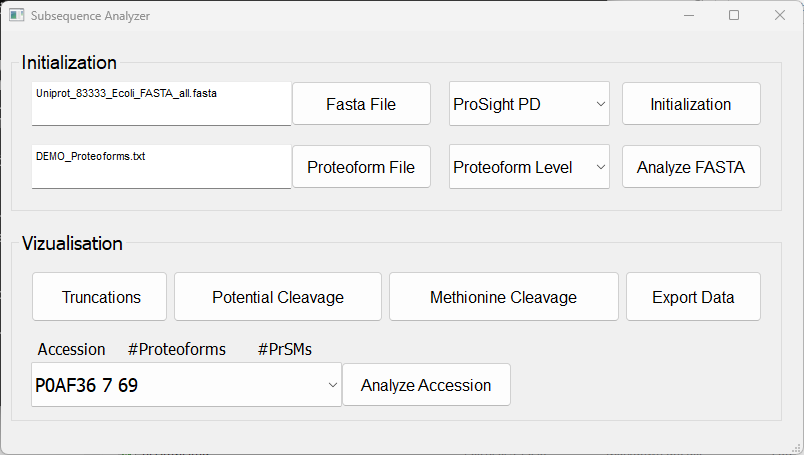 Subsequence Analyzer
Initialization
Uniprot_83333_Ecoli_FASTA_all.fasta
Fasta File
ProSight PD
Initialization
DEMO_Proteoforms.txt
Proteoform File
Proteoform Level
Analyze FASTA
Vizualisation
Truncations
Potential Cleavage
Methionine Cleavage
Export Data
Accession #Proteoforms #PrSMs
P0AF36 7 69
Analyze Accession